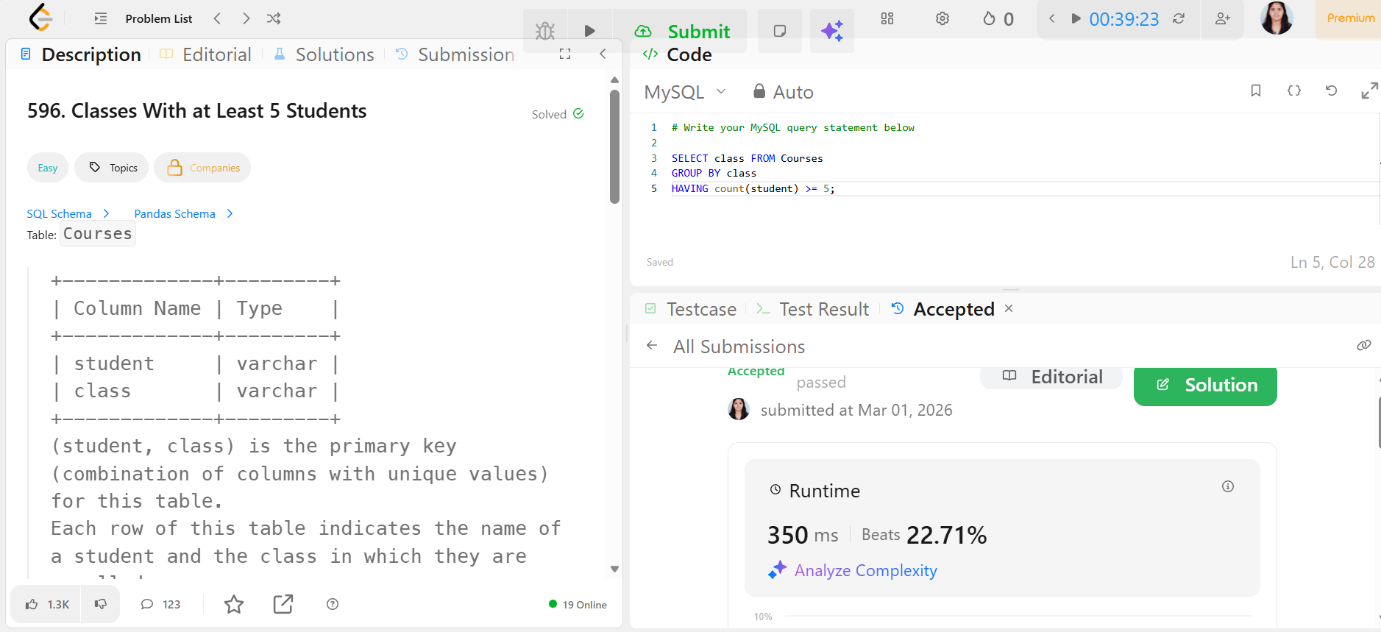 Problem List
0
00:39:23
Premium
Submit
Description
Editorial
Solutions
Submission
Code
596. Classes With at Least 5 Students
Solved
Easy
Topics
Companies
SQL Schema
Pandas Schema
Table: Courses
+-------------+---------+
| Column Name | Type    |
+-------------+---------+
| student     | varchar |
| class       | varchar |
+-------------+---------+
(student, class) is the primary key
(combination of columns with unique values)
for this table.
Each row of this table indicates the name of
a student and the class in which they are
1.3K
123
19 Online
MySQL
Auto
1 # Write your MySQL query statement below
2
3 SELECT class FROM Courses
4 GROUP BY class
5 HAVING count(student) >= 5;
Saved
Ln 5, Col 28
Testcase
Test Result
Accepted
All Submissions
Accepted
passed
Editorial
Solution
submitted at Mar 01, 2026
Runtime
350 ms
Beats 22.71%
Analyze Complexity
10%